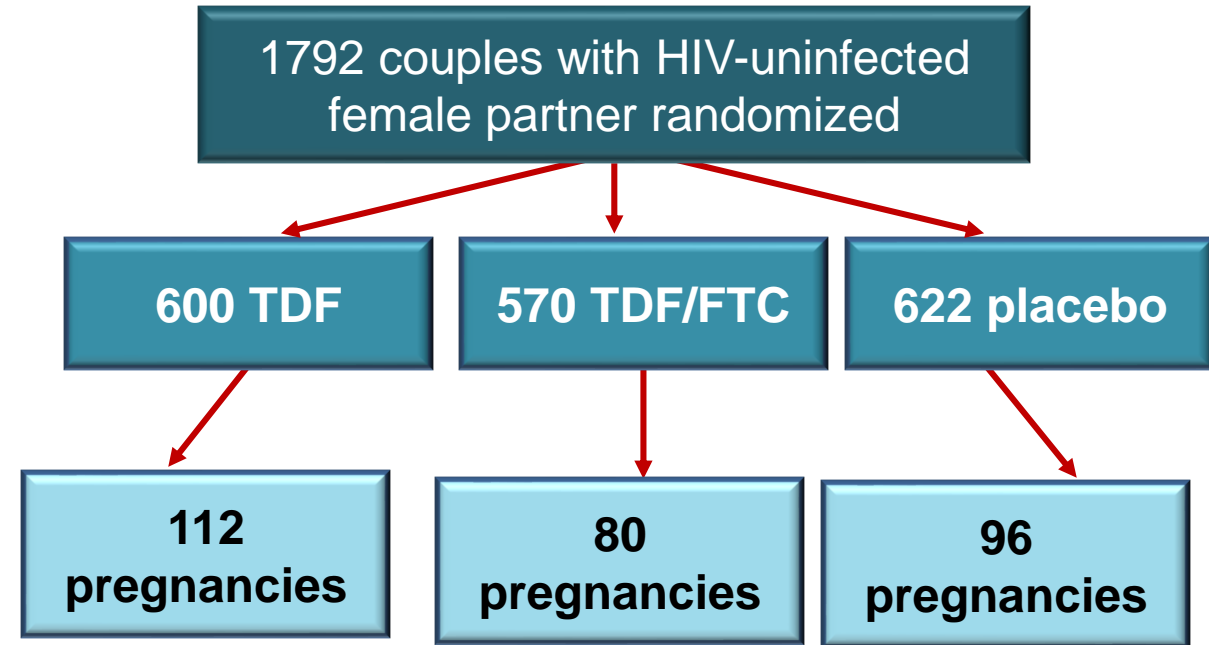 1792 couples with HIV-uninfected
female partner randomized
600 TDF
570 TDF/FTC
622 placebo
112
pregnancies
80
pregnancies
96
pregnancies